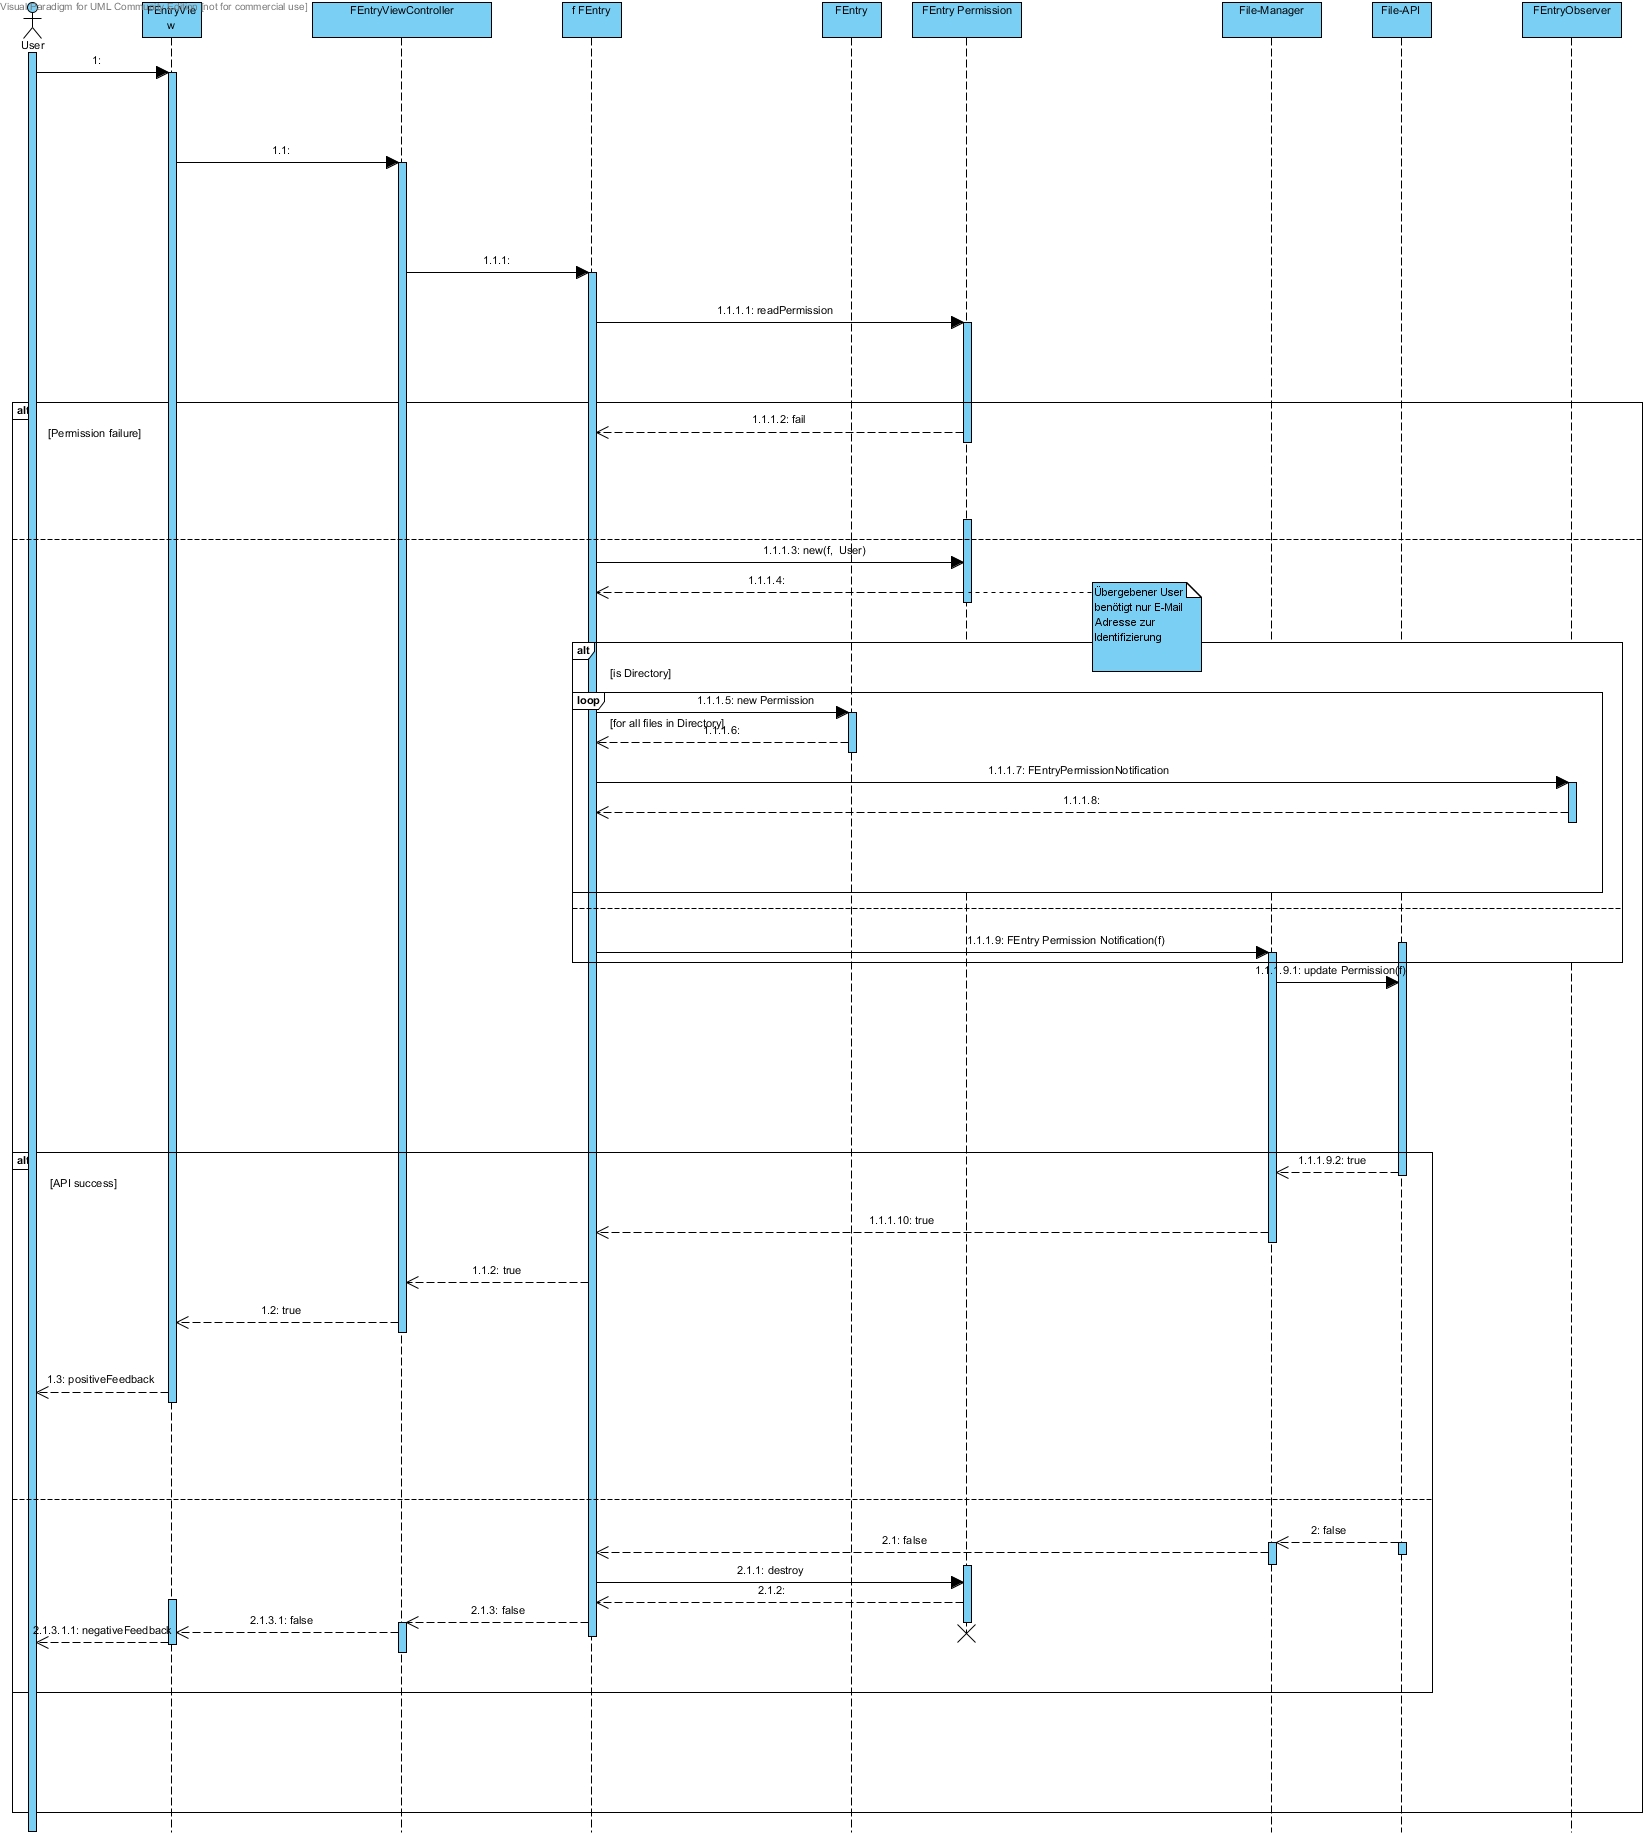 Visual Paradigm for UML Community Edition [not for commercial use]
User
FEntryVie
w
FEntryViewController
f FEntry
FEntry
FEntry Permission
File-Manager
File-API
FEntryObserver
1:
1.1:
1.1.1:
1.1.1.1: readPermission
alt
[Permission failure]
1.1.1.2: fail
1.1.1.3: new(f, User)
1.1.1.4:
Übergebener User
benötigt nur E-Mail
Adresse zur
Identifizierung
alt
[is Directory]
loop
1.1.1.5: new Permission
[for all files in Directory]
1.1.1.6:
1.1.1.7: FEntryPermissionNotification
1.1.1.8:
1.1.1.9: FEntry Permission Notification(f)
1.1.1.9.1: update Permission(f)
alt
[API success]
1.1.1.9.2: true
1.1.1.10: true
1.1.2: true
1.2: true
1.3: positiveFeedback
2: false
2.1: false
2.1.1: destroy
2.1.2:
2.1.3: false
2.1.3.1: false
2.1.3.1.1: negativeFeedback